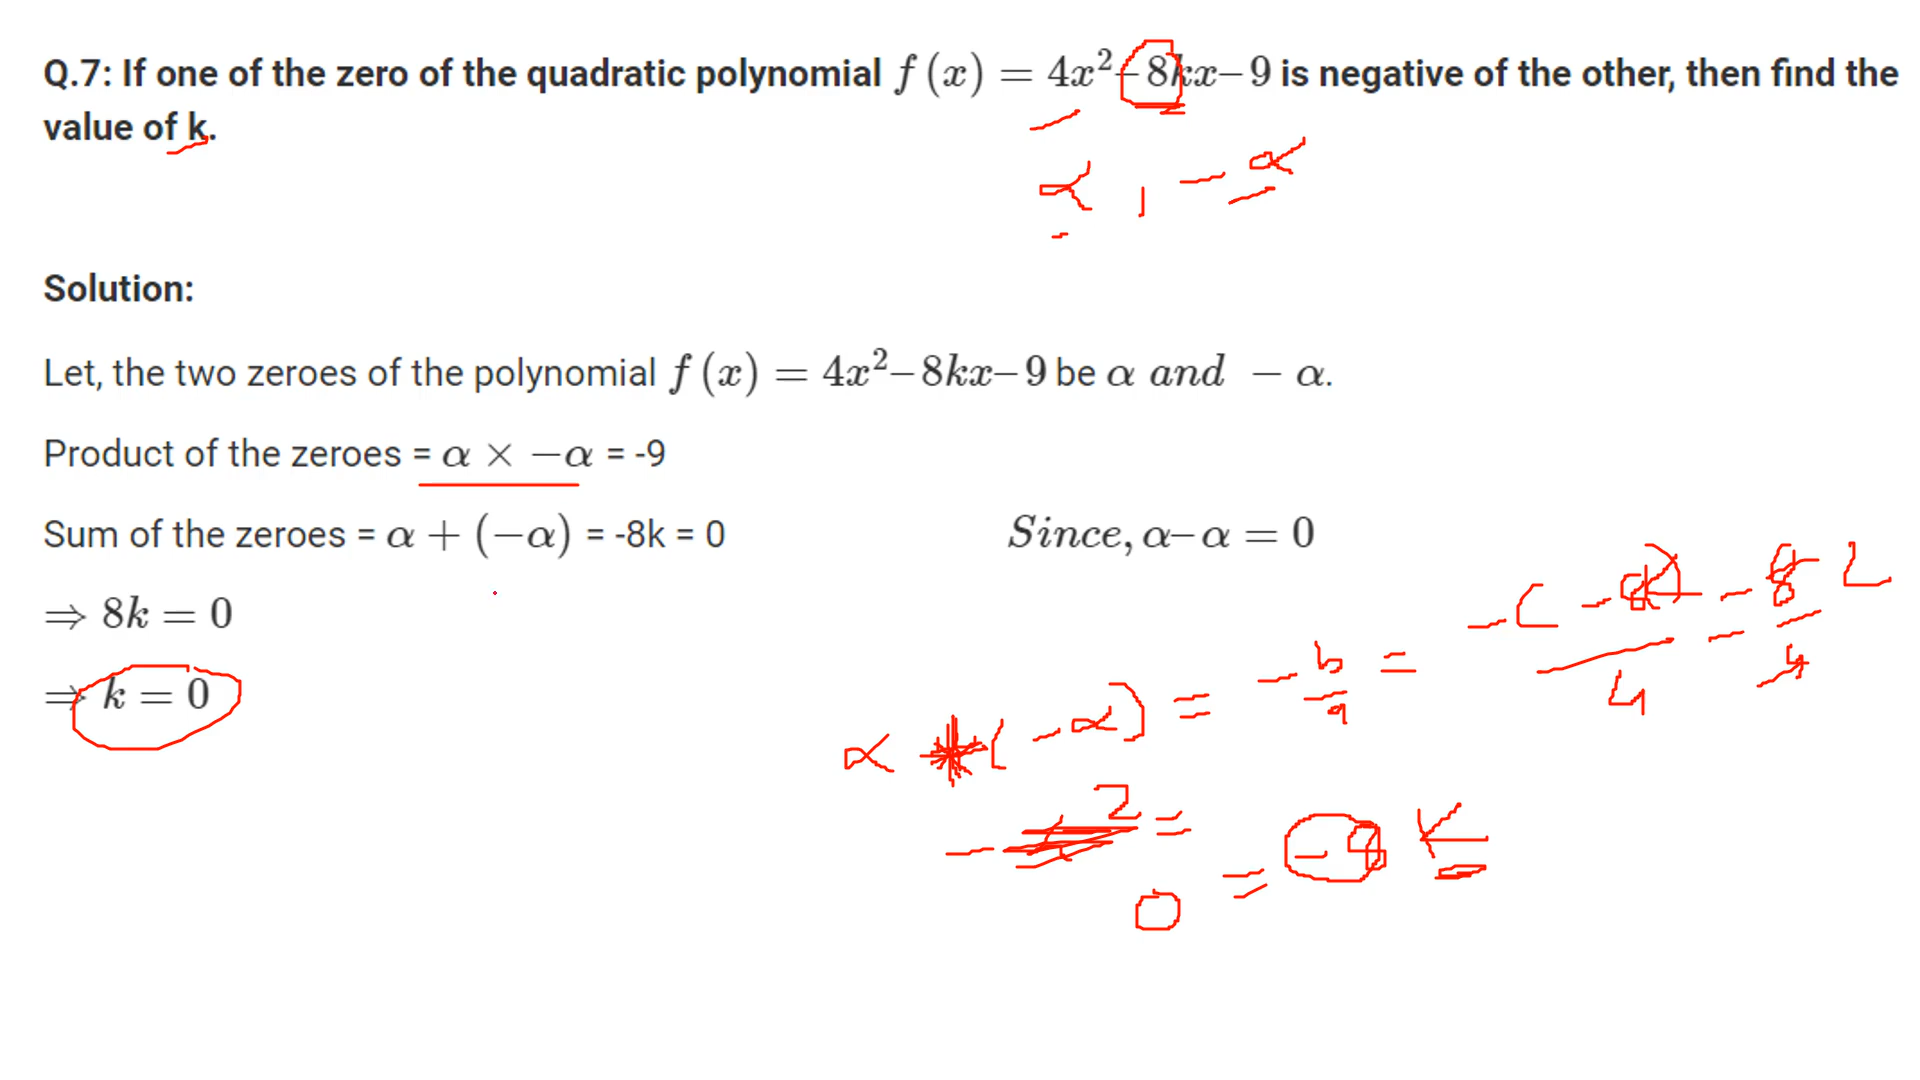 Q.7: If one of the zero of the quadratic polynomial f (x) = 4x² – 8kx – 9 is negative of the other, then find the
value of k.
α , – α
Solution:
Let, the two zeroes of the polynomial f (x) = 4x² – 8kx – 9 be α and – α.
Product of the zeroes = α × –α = -9
Sum of the zeroes = α + (–α) = -8k = 0 Since, α – α = 0
⇒ 8k = 0
⇒ k = 0
(– α) = – b/a =
0 =